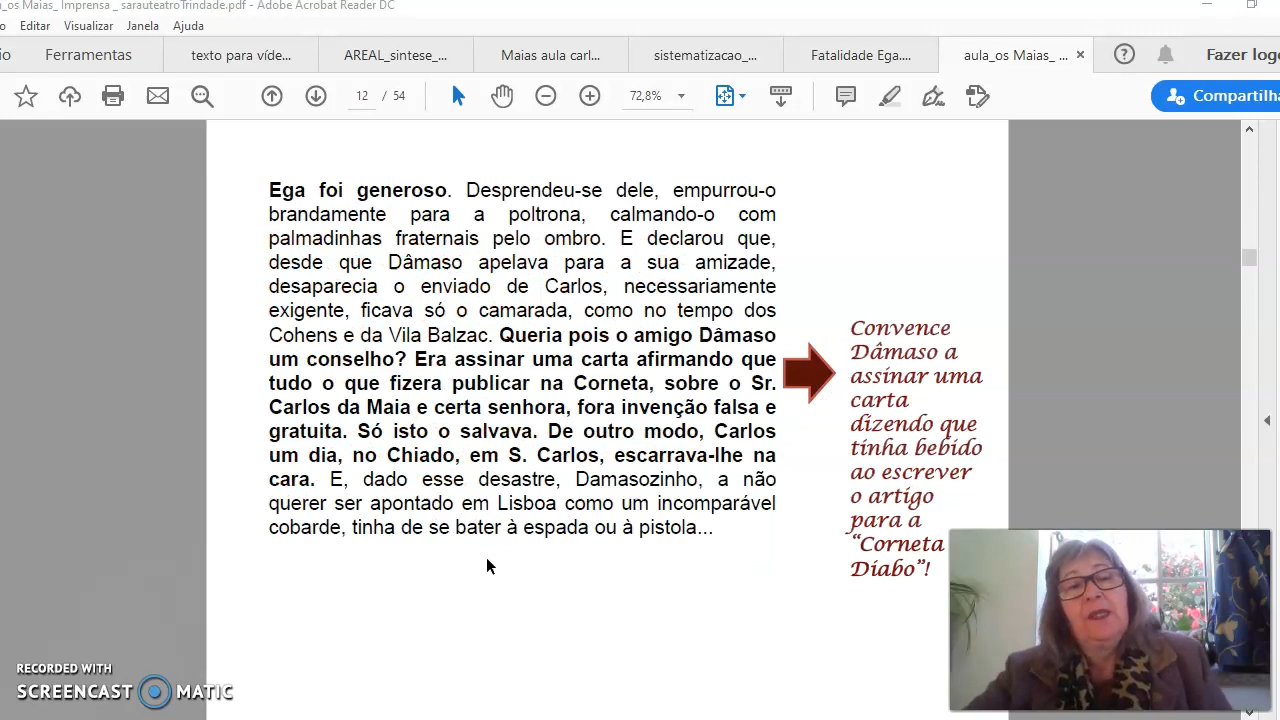 a_os Maias_ Imprensa _ sarauteatroTrindade.pdf - Adobe Acrobat Reader DC
Editar Visualizar Janela Ajuda
Ferramentas texto para víde... AREAL_sintese_... Maias aula carl... sistematizacao_... Fatalidade Ega.... aula_os Maias_ ... × Fazer logo
12 / 54 72,8% Compartilha
Ega foi generoso. Desprendeu-se dele, empurrou-o
brandamente para a poltrona, calmando-o com
palmadinhas fraternais pelo ombro. E declarou que,
desde que Dâmaso apelava para a sua amizade,
desaparecia o enviado de Carlos, necessariamente
exigente, ficava só o camarada, como no tempo dos
Cohens e da Vila Balzac. Queria pois o amigo Dâmaso
um conselho? Era assinar uma carta afirmando que
tudo o que fizera publicar na Corneta, sobre o Sr.
Carlos da Maia e certa senhora, fora invenção falsa e
gratuita. Só isto o salvava. De outro modo, Carlos
um dia, no Chiado, em S. Carlos, escarrava-lhe na
cara. E, dado esse desastre, Damasozinho, a não
querer ser apontado em Lisboa como um incomparável
cobarde, tinha de se bater à espada ou à pistola...
Convence
Dâmaso a
assinar uma
carta
dizendo que
tinha bebido
ao escrever
o artigo
para a
“Corneta
Diabo”!
RECORDED WITH
SCREENCAST MATIC